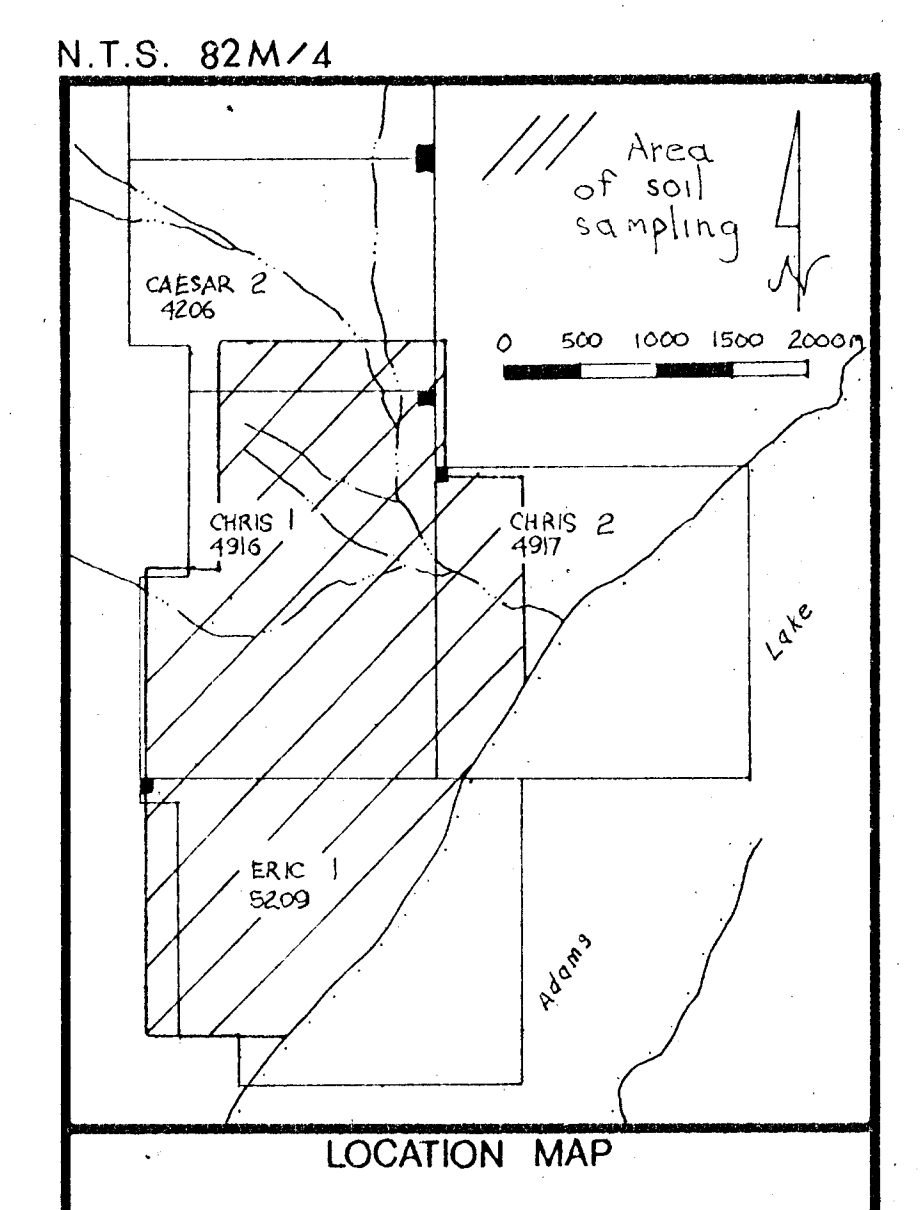 N.T.S. 82M/4
Area
of soil
sampling
N
CAESAR 2
4206
0 500 1000 1500 2000m
CHRIS 1
4916
CHRIS 2
4917
Lake
ERIC 1
5209
Adams
LOCATION MAP